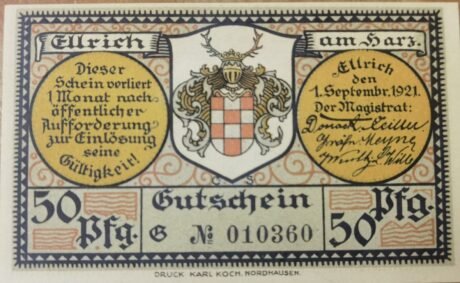 Ellrich am Harz.
Dieser
Schein verliert
1 Monat nach
öffentlicher
Aufforderung
zur Einlösung
seine
Gültigkeit!
Ellrich
den
1. Septembr. 1921.
Der Magistrat:
50 Pfg.
Gutschein
G № 010360
50 Pfg.
DRUCK KARL KOCH, NORDHAUSEN.